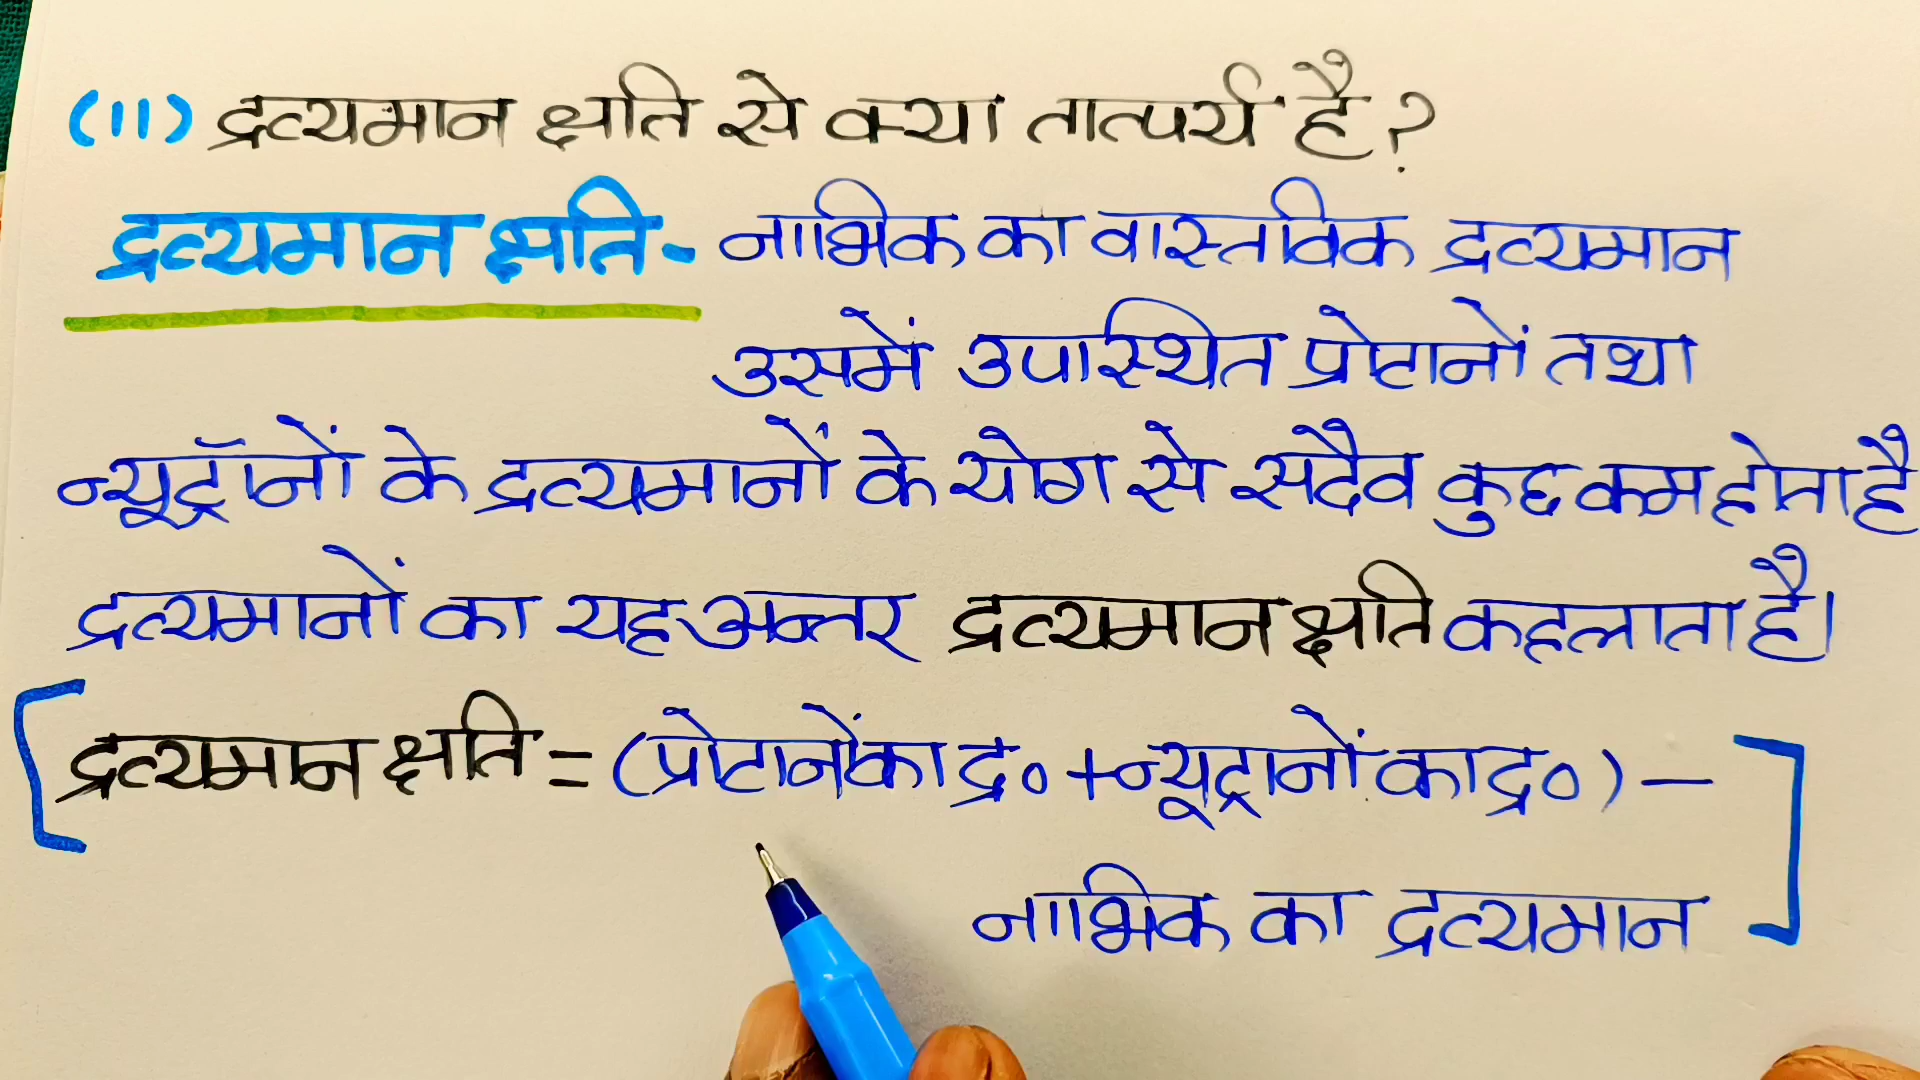 (11) द्रव्यमान क्षति से क्या तात्पर्य है?
द्रव्यमान क्षति- नाभिक का वास्तविक द्रव्यमान
उसमें उपस्थित प्रोटानों तथा
न्यूट्रॉनों के द्रव्यमानों के योग से सदैव कुछ कम होता है
द्रव्यमानों का यह अन्तर द्रव्यमान क्षति कहलाता है।
[द्रव्यमान क्षति = (प्रोटानों का द्र० + न्यूट्रानों का द्र०) -
नाभिक का द्रव्यमान]